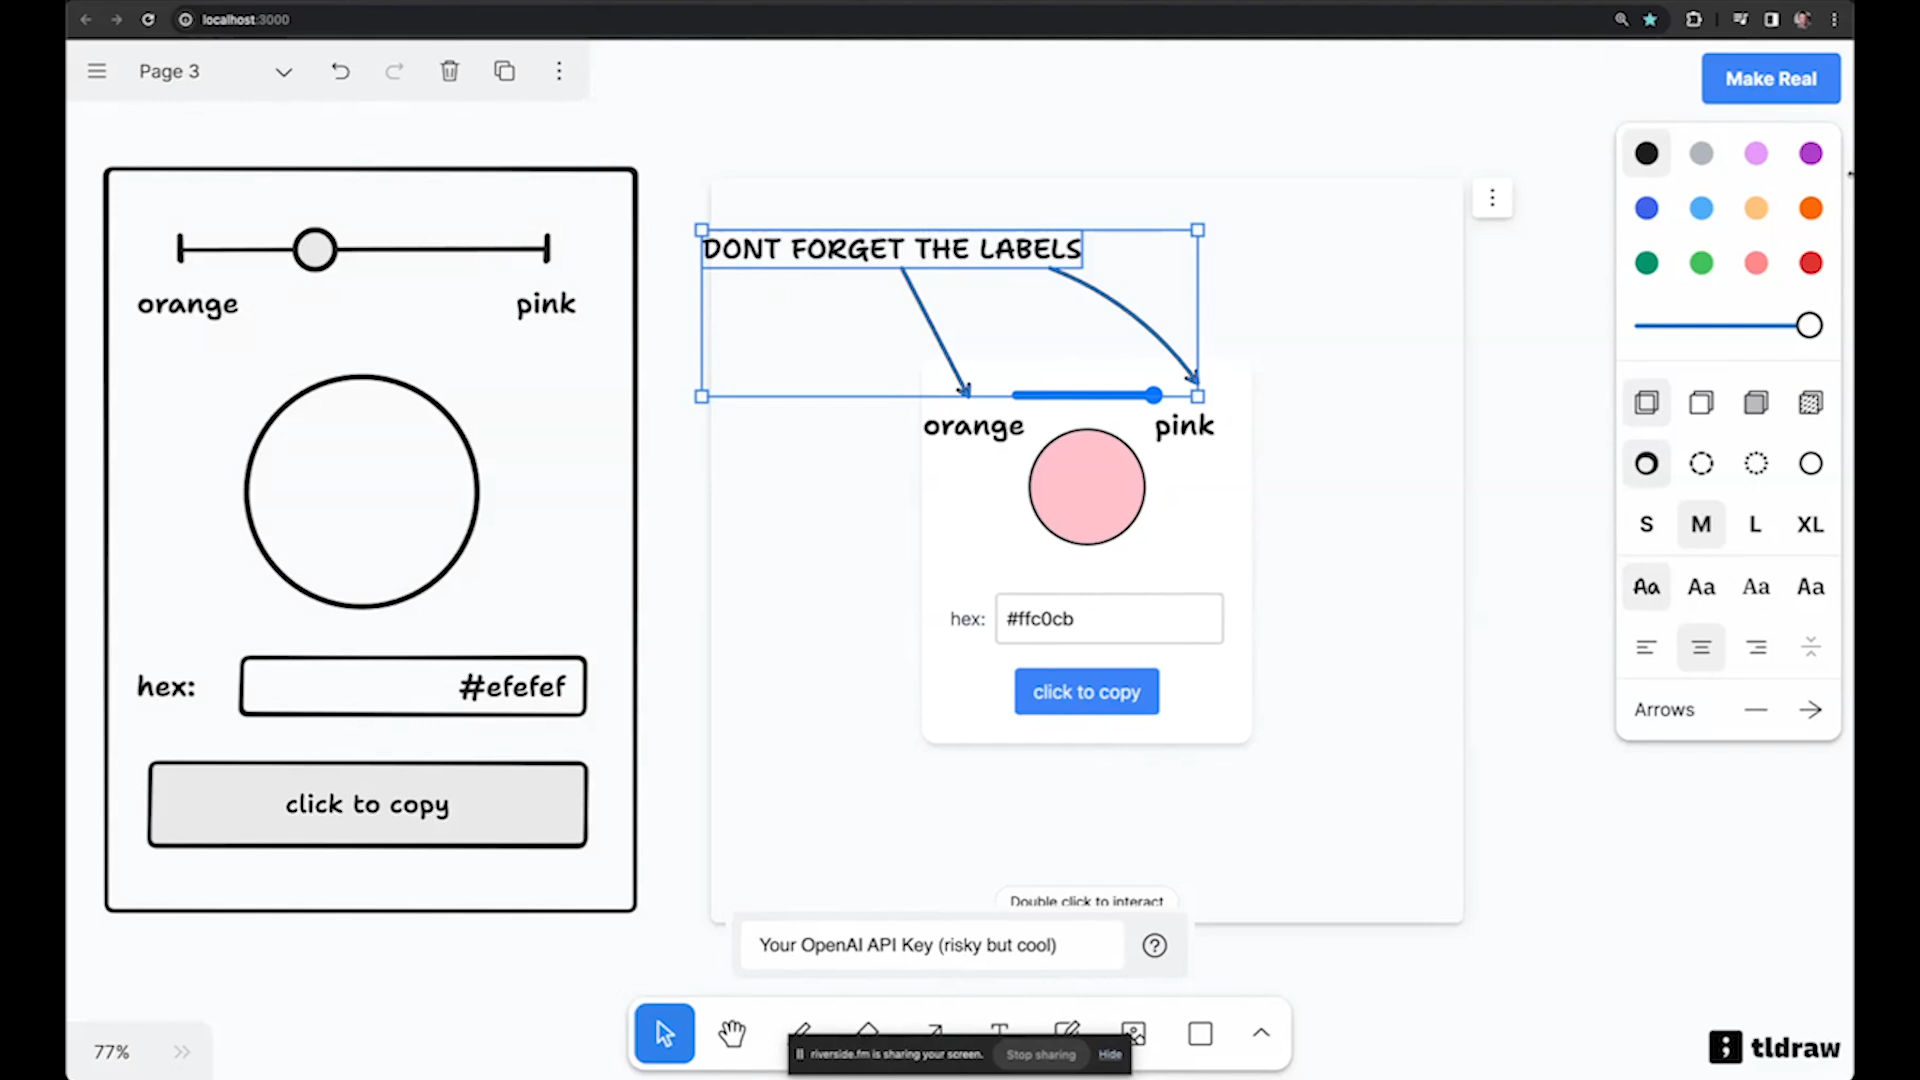 localhost:3000
Page 3
Make Real
DONT FORGET THE LABELS
orange
pink
orange
pink
hex:
#efefef
click to copy
hex:
#ffc0cb
click to copy
S
M
L
XL
Aa
Aa
Aa
Aa
Arrows
Double click to interact
Your OpenAI API Key (risky but cool)
77%
riverside.fm is sharing your screen.
Stop sharing
Hide
tldraw